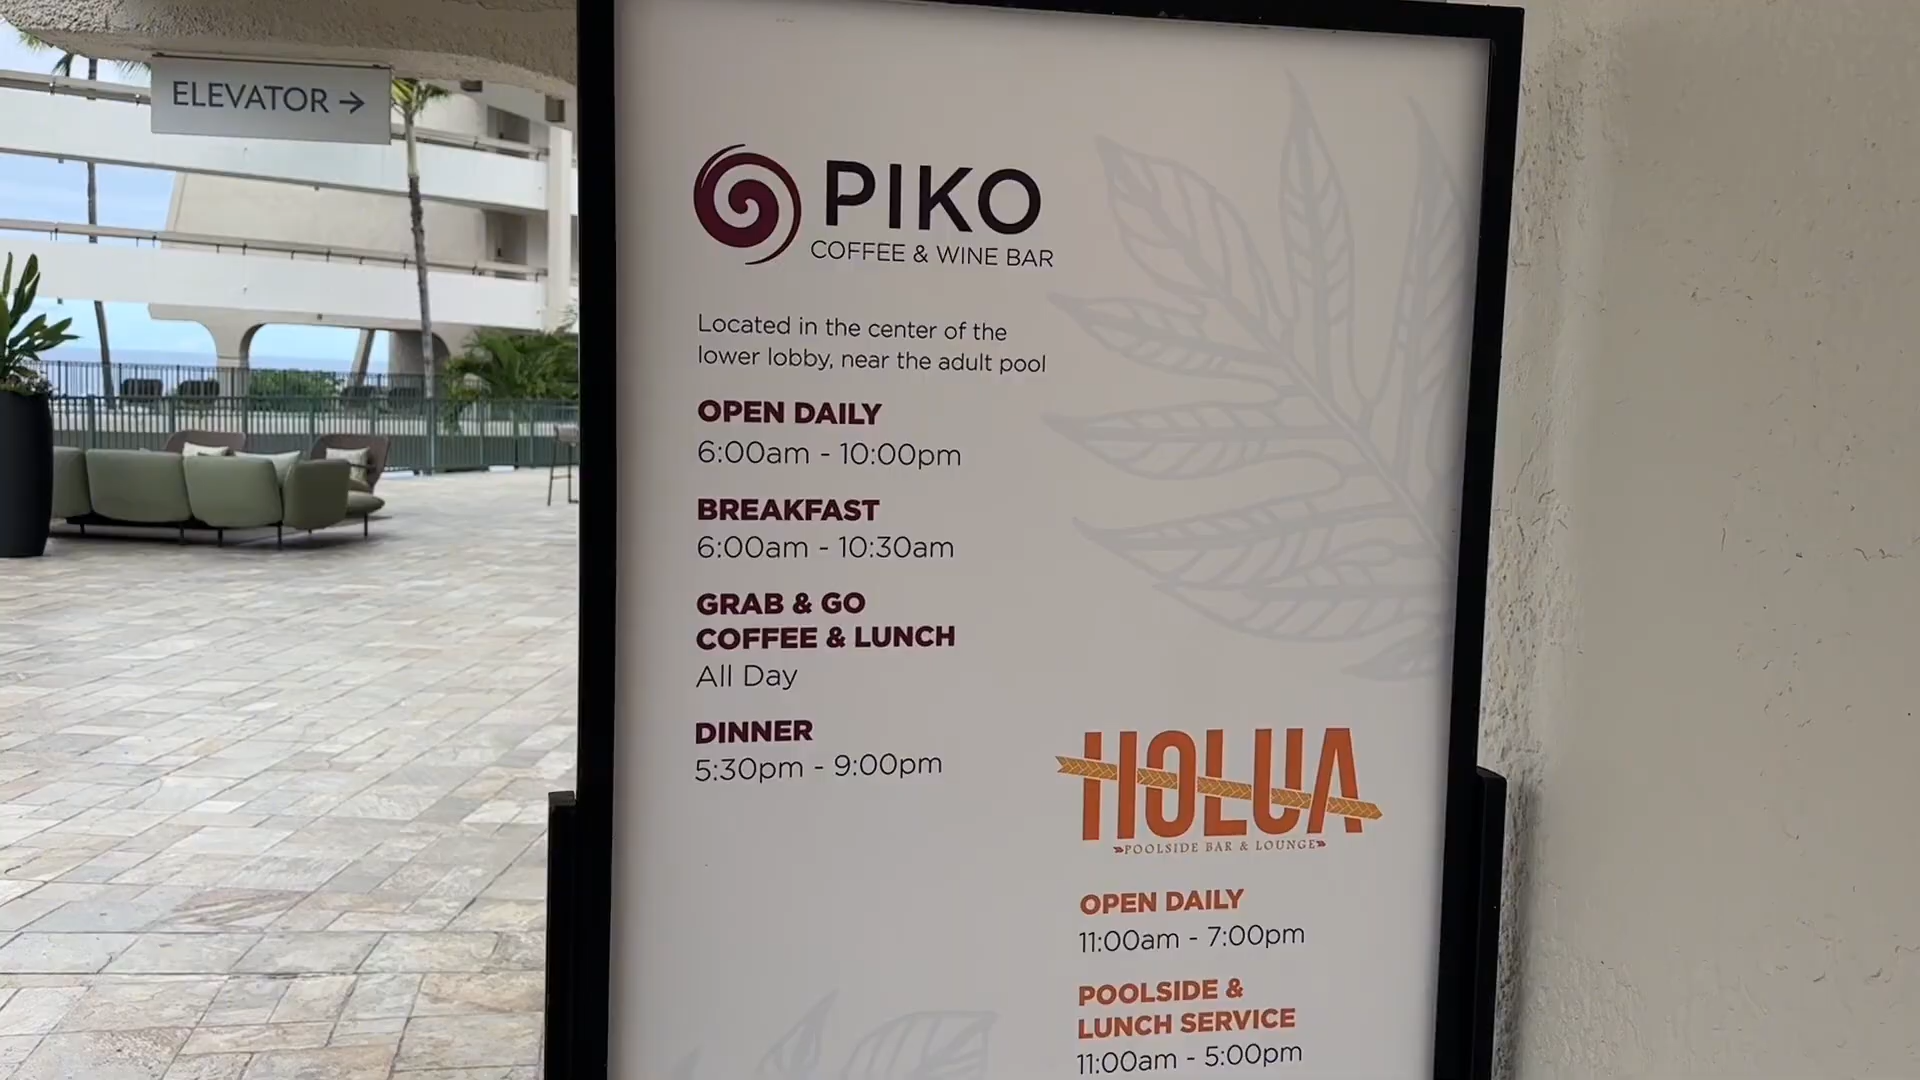 ELEVATOR →
PIKO
COFFEE & WINE BAR
Located in the center of the
lower lobby, near the adult pool
OPEN DAILY
6:00am - 10:00pm
BREAKFAST
6:00am - 10:30am
GRAB & GO
COFFEE & LUNCH
All Day
DINNER
5:30pm - 9:00pm
HOLUA
POOLSIDE BAR & LOUNGE
OPEN DAILY
11:00am - 7:00pm
POOLSIDE &
LUNCH SERVICE
11:00am - 5:00pm